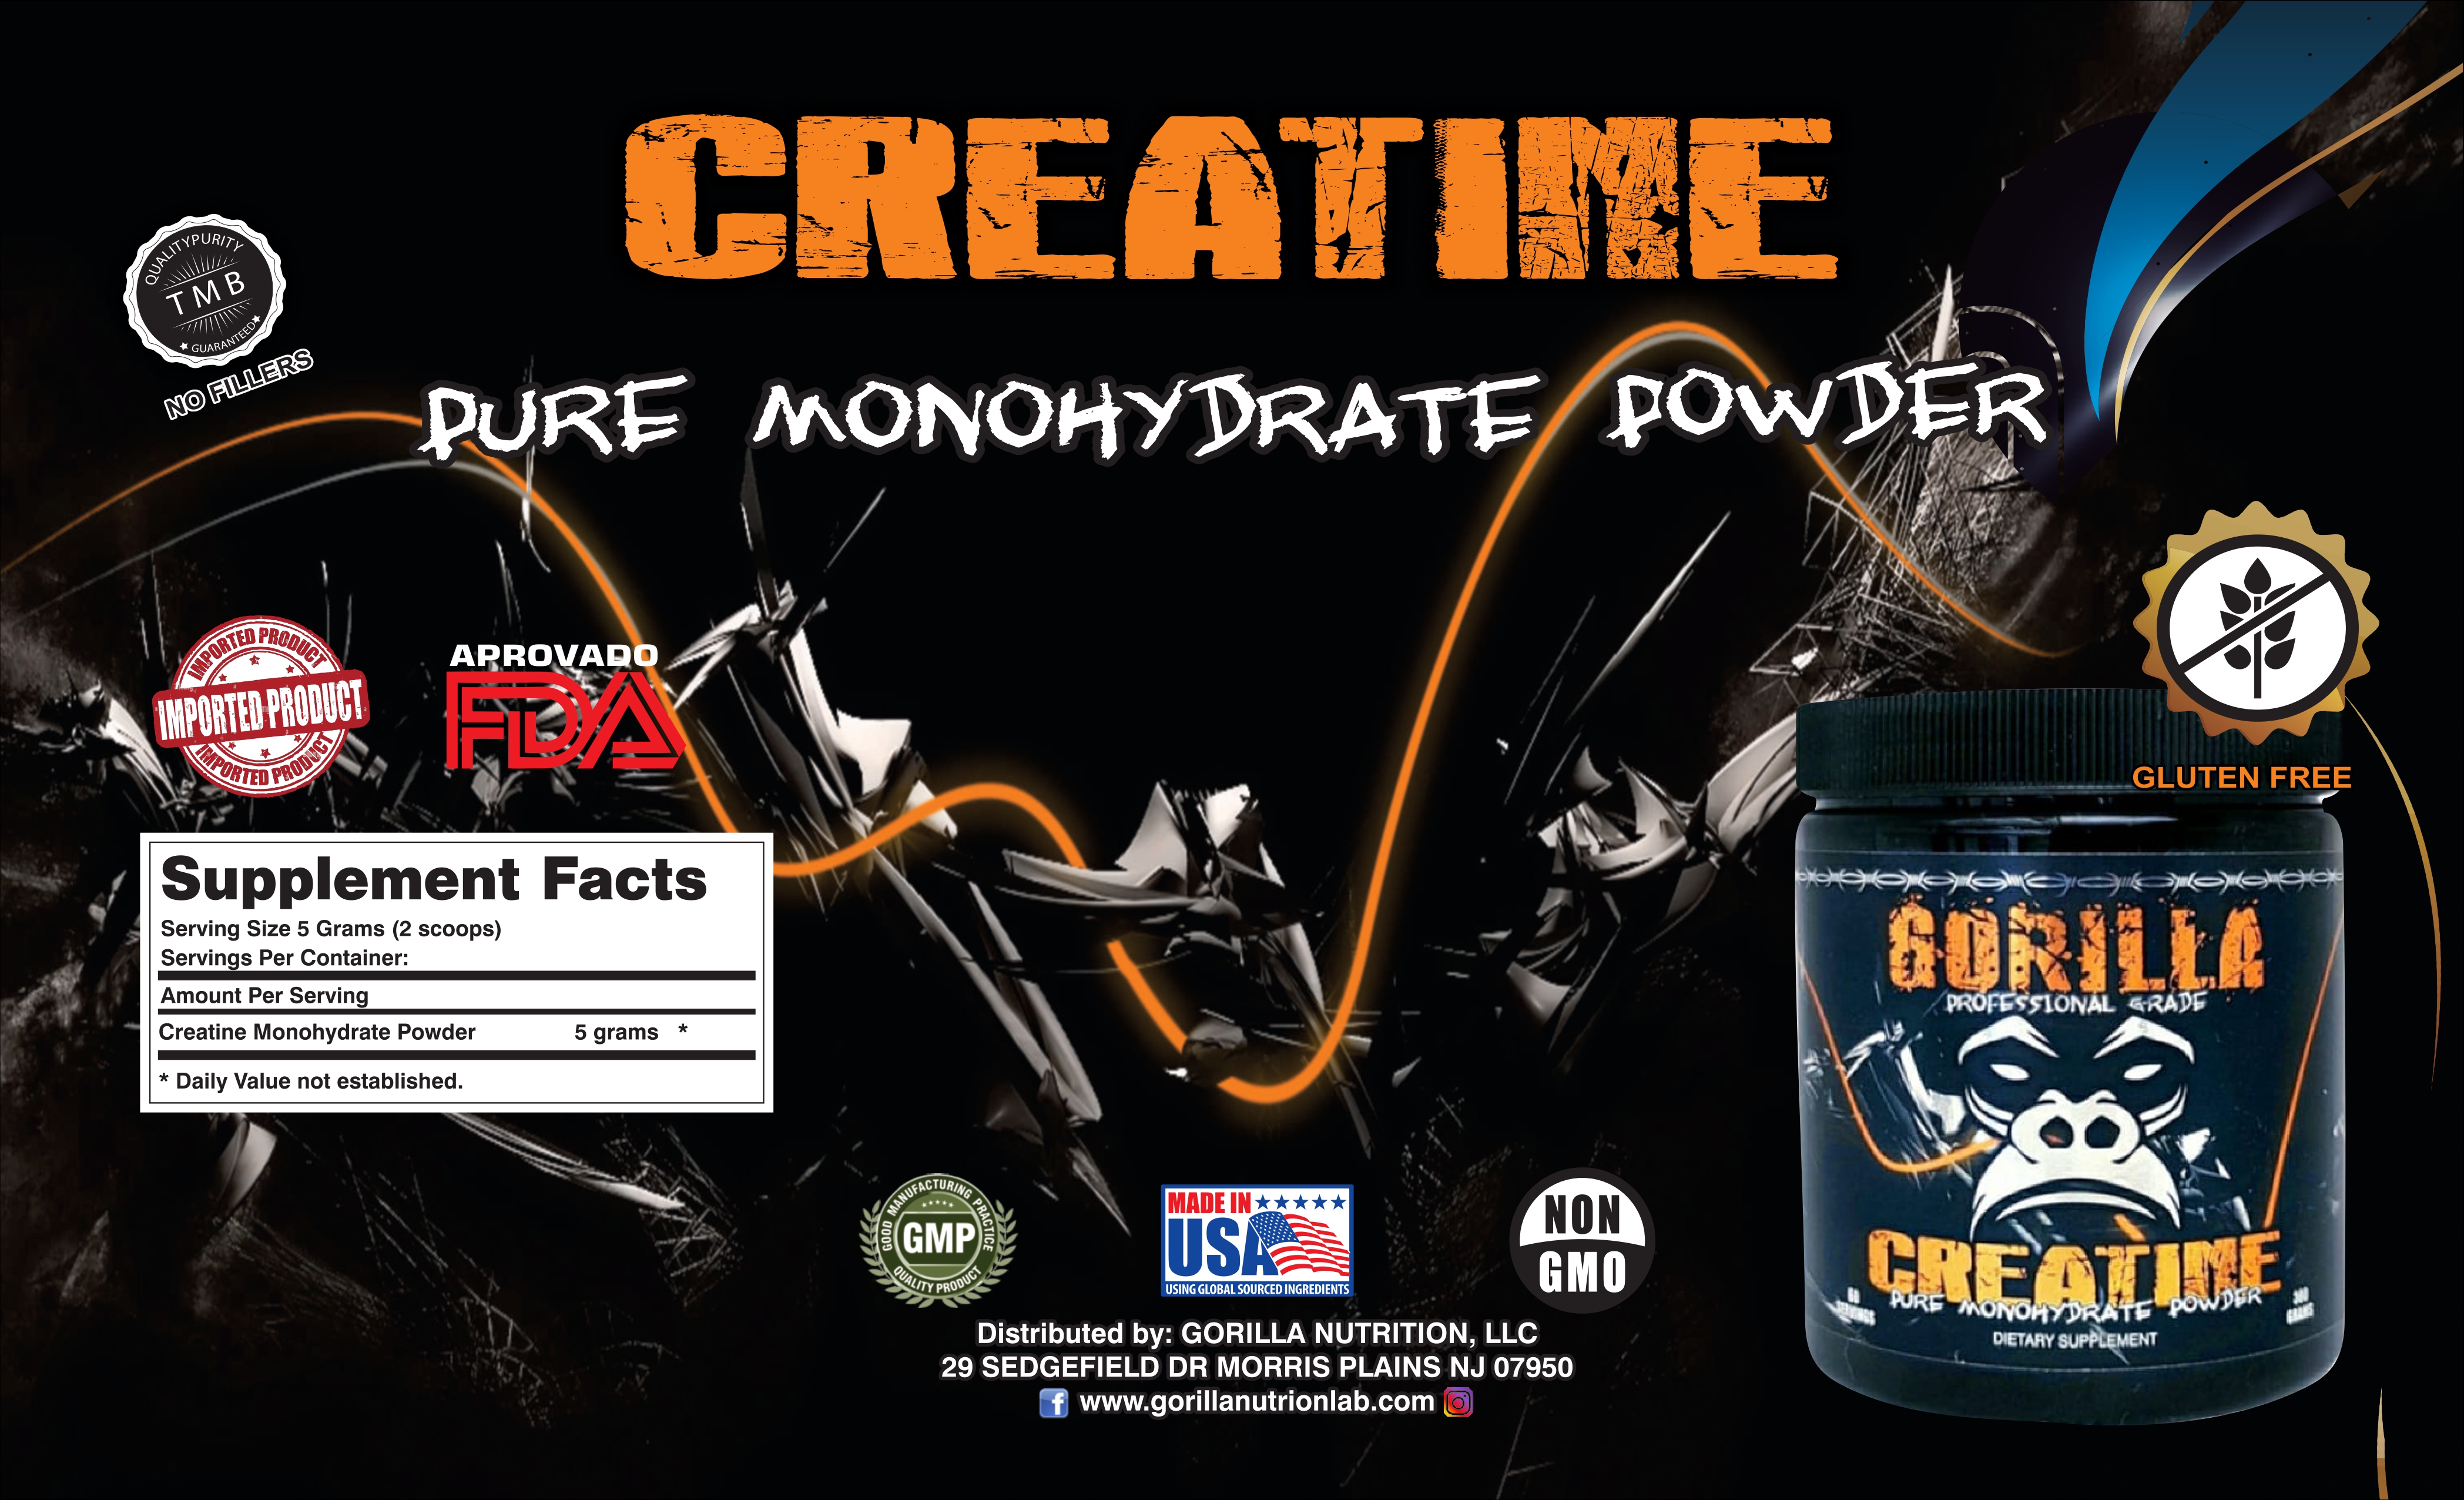 CREATINE
QUALITYPURITY
TMB
GUARANTEED
NO FILLERS
PURE MONOHYDRATE POWDER
IMPORTED PRODUCT
IMPORTED PRODUCT
IMPORTED PRODUCT
APROVADO
FDA
GLUTEN FREE
Supplement Facts
Serving Size 5 Grams (2 scoops)
Servings Per Container:
Amount Per Serving
Creatine Monohydrate Powder 5 grams *
* Daily Value not established.
GORILLA
PROFESSIONAL GRADE
CREATINE
PURE MONOHYDRATE POWDER
60 SERVINGS
300 GRAMS
DIETARY SUPPLEMENT
GOOD MANUFACTURING PRACTICE
GMP
QUALITY PRODUCT
MADE IN
USA
USING GLOBAL SOURCED INGREDIENTS
NON
GMO
Distributed by: GORILLA NUTRITION, LLC
29 SEDGEFIELD DR MORRIS PLAINS NJ 07950
www.gorillanutrionlab.com